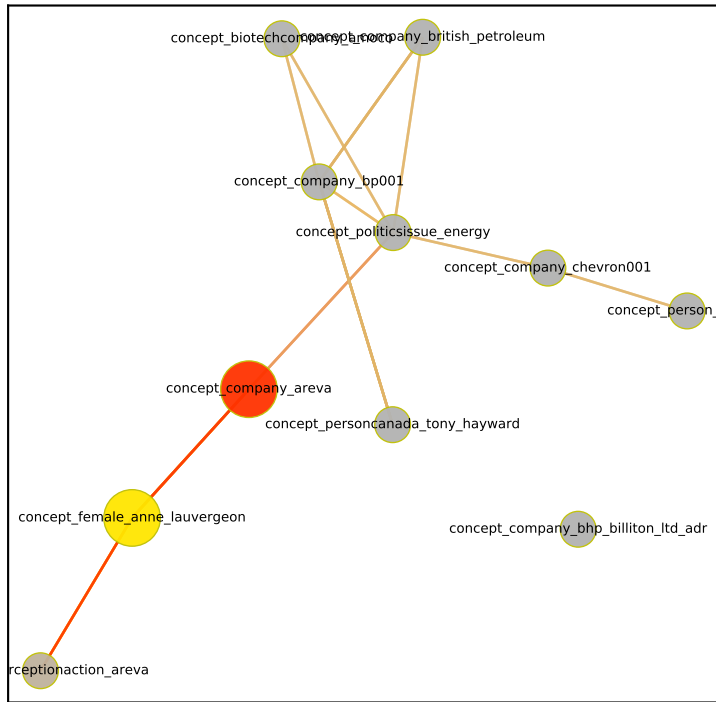 concept_biotechcompany_amoco
concept_company_british_petroleum
concept_company_bp001
concept_politicsissue_energy
concept_company_chevron001
concept_person_
concept_company_areva
concept_personcanada_tony_hayward
concept_female_anne_lauvergeon
concept_company_bhp_billiton_ltd_adr
rceptionaction_areva